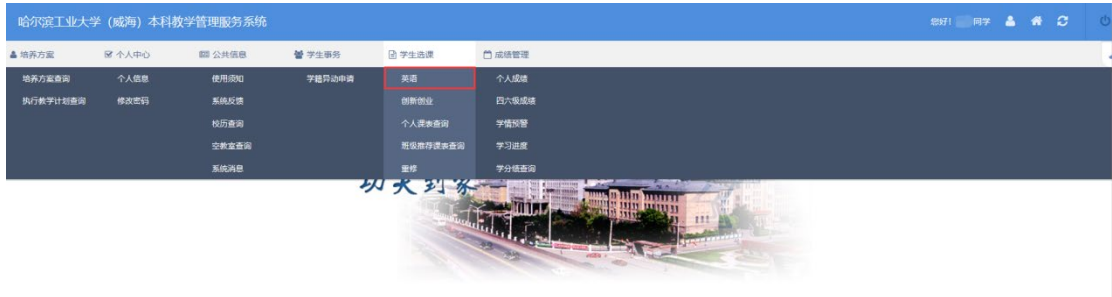 哈尔滨工业大学（威海）本科教学管理服务系统 您好! 同学
培养方案 个人中心 公共信息 学生事务 学生选课 成绩管理
培养方案查询 个人信息 使用须知 学籍异动申请 英语 个人成绩
执行教学计划查询 修改密码 系统反馈 创新创业 四六级成绩
校历查询 个人课表查询 学情预警
空教室查询 班级推荐课表查询 学习进度
系统消息 重修 学分绩查询
功夫到家